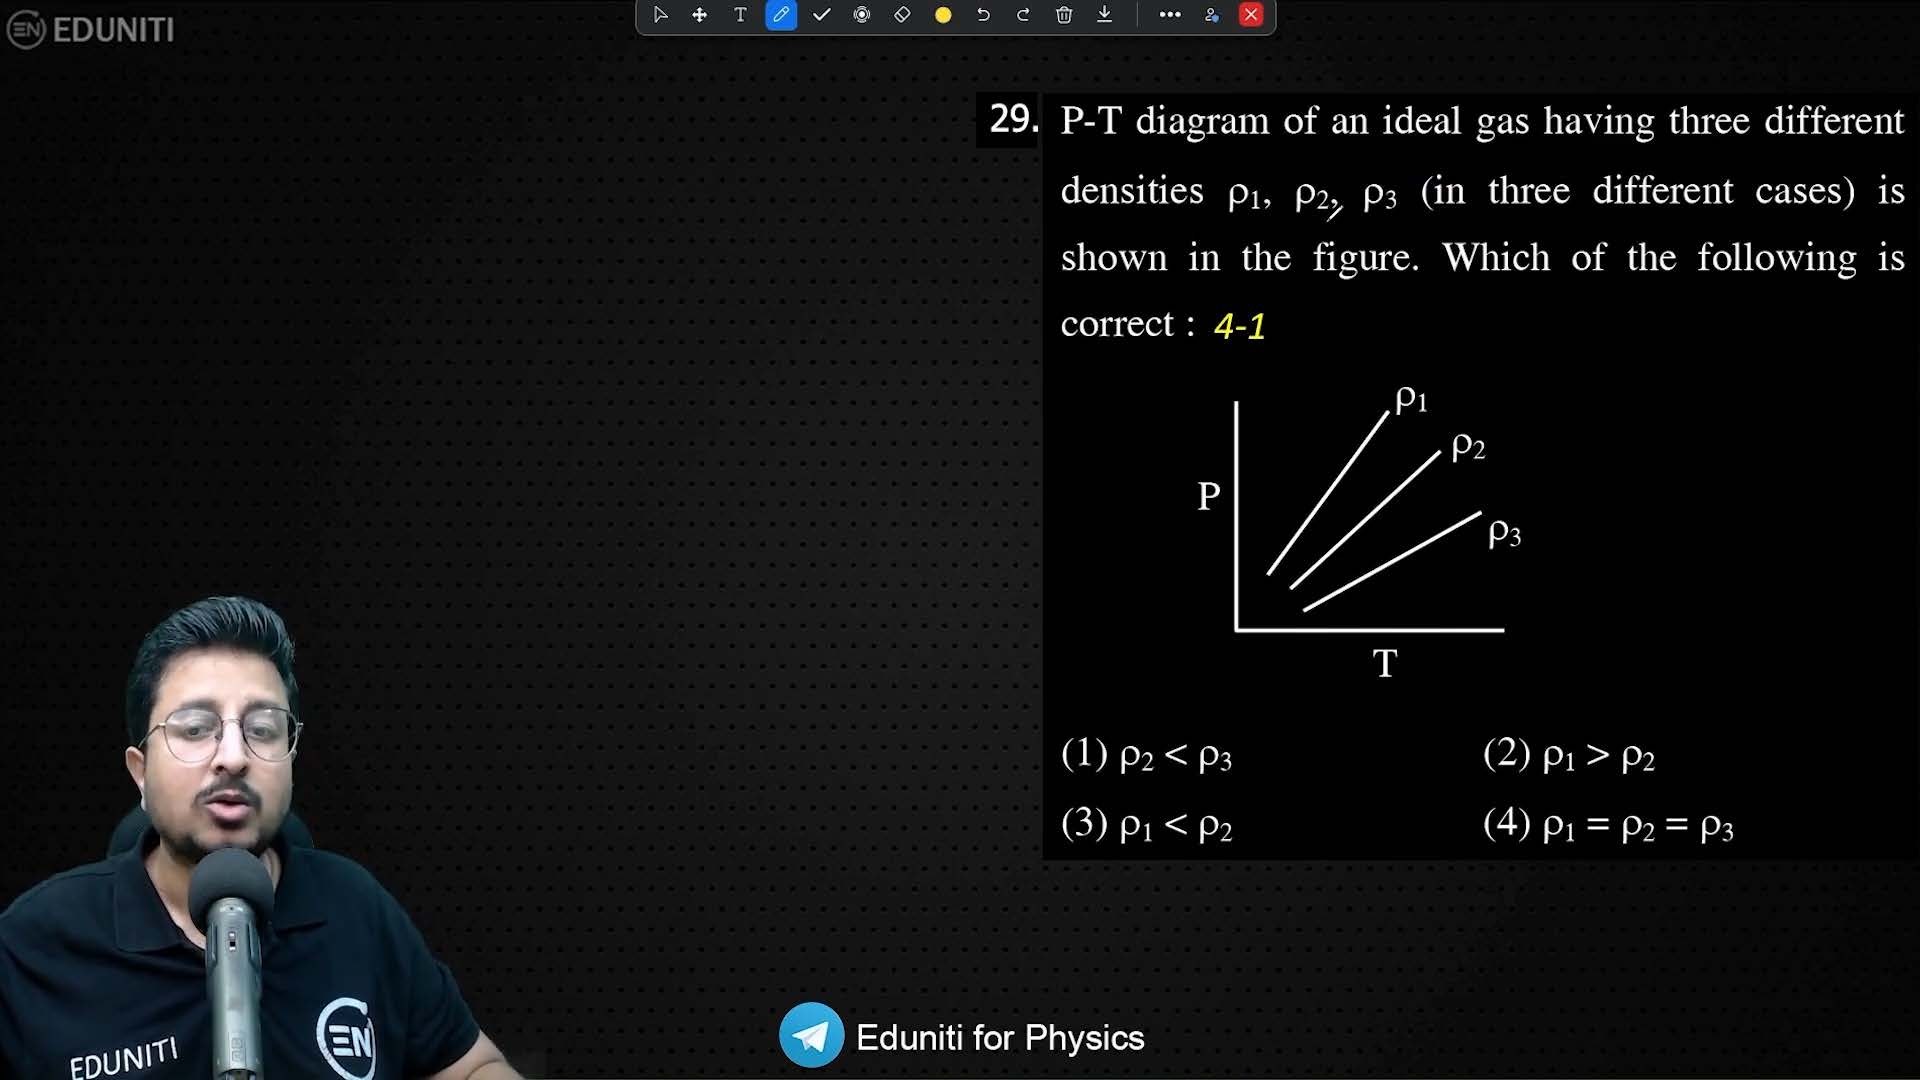 EN EDUNITI
T
29. P-T diagram of an ideal gas having three different
densities ρ₁, ρ₂, ρ₃ (in three different cases) is
shown in the figure. Which of the following is
correct : 4-1
ρ₁
ρ₂
P
ρ₃
T
(1) ρ₂ < ρ₃ (2) ρ₁ > ρ₂
(3) ρ₁ < ρ₂ (4) ρ₁ = ρ₂ = ρ₃
EDUNITI
EN
Eduniti for Physics